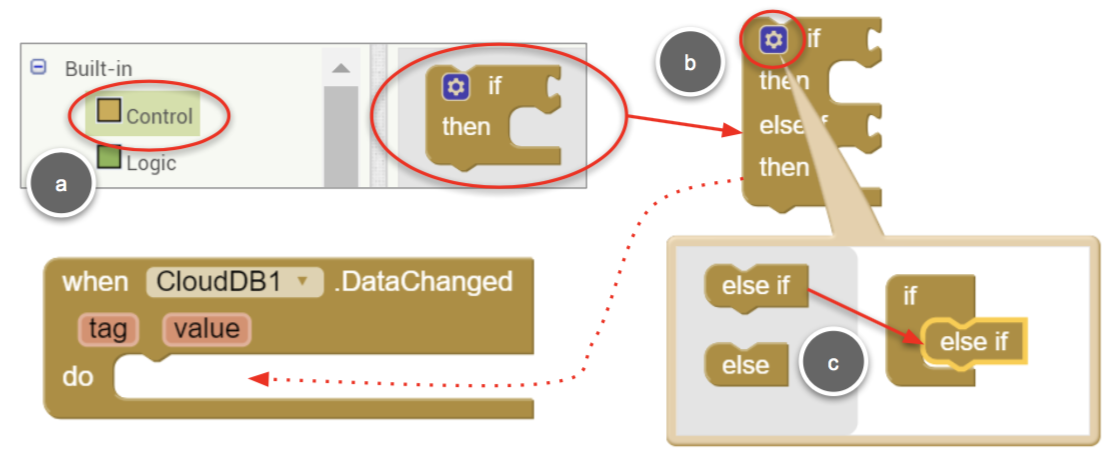 Built-in
Control
Logic
a
if
then
b
if
then
else if
then
when CloudDB1 .DataChanged
tag value
do
else if
else
c
if
else if